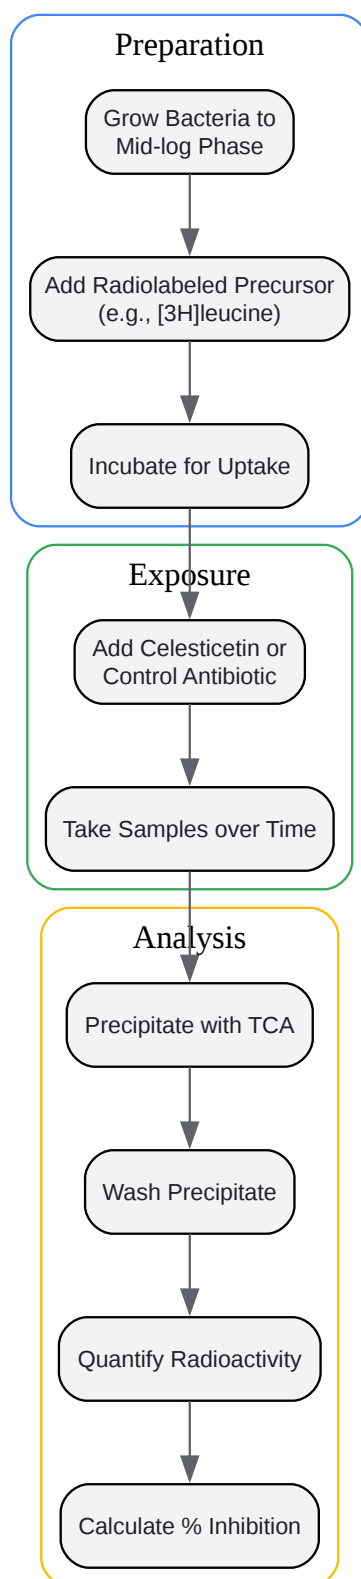 Preparation
Grow Bacteria to
Mid-log Phase
Add Radiolabeled Precursor
(e.g., [3H]leucine)
Incubate for Uptake
Exposure
Add Celesticetin or
Control Antibiotic
Take Samples over Time
Analysis
Precipitate with TCA
Wash Precipitate
Quantify Radioactivity
Calculate % Inhibition